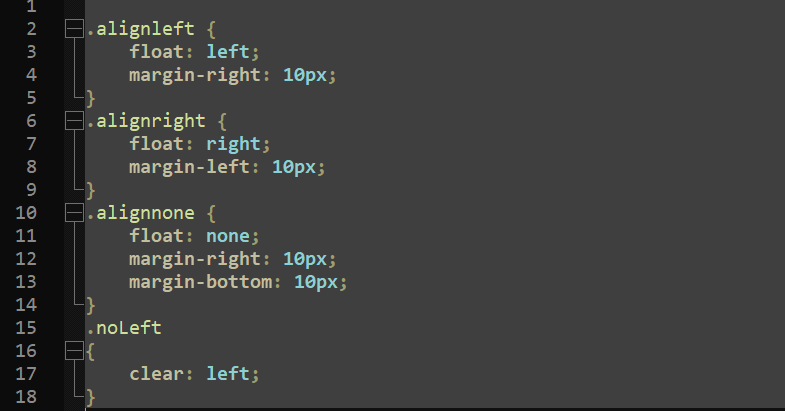 1
2 .alignleft {
3     float: left;
4     margin-right: 10px;
5 }
6 .alignright {
7     float: right;
8     margin-left: 10px;
9 }
10 .alignnone {
11     float: none;
12     margin-right: 10px;
13     margin-bottom: 10px;
14 }
15 .noLeft
16 {
17     clear: left;
18 }